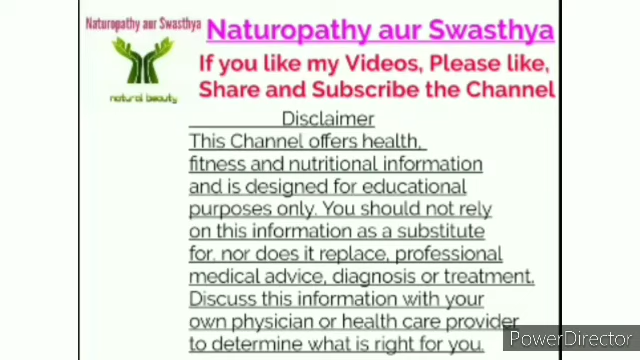 Naturopathy aur Swasthya
natural beauty
Naturopathy aur Swasthya
If you like my Videos, Please like,
Share and Subscribe the Channel
Disclaimer
This Channel offers health,
fitness and nutritional information
and is designed for educational
purposes only. You should not rely
on this information as a substitute
for, nor does it replace, professional
medical advice, diagnosis or treatment.
Discuss this information with your
own physician or health care provider
to determine what is right for you.
PowerDirector